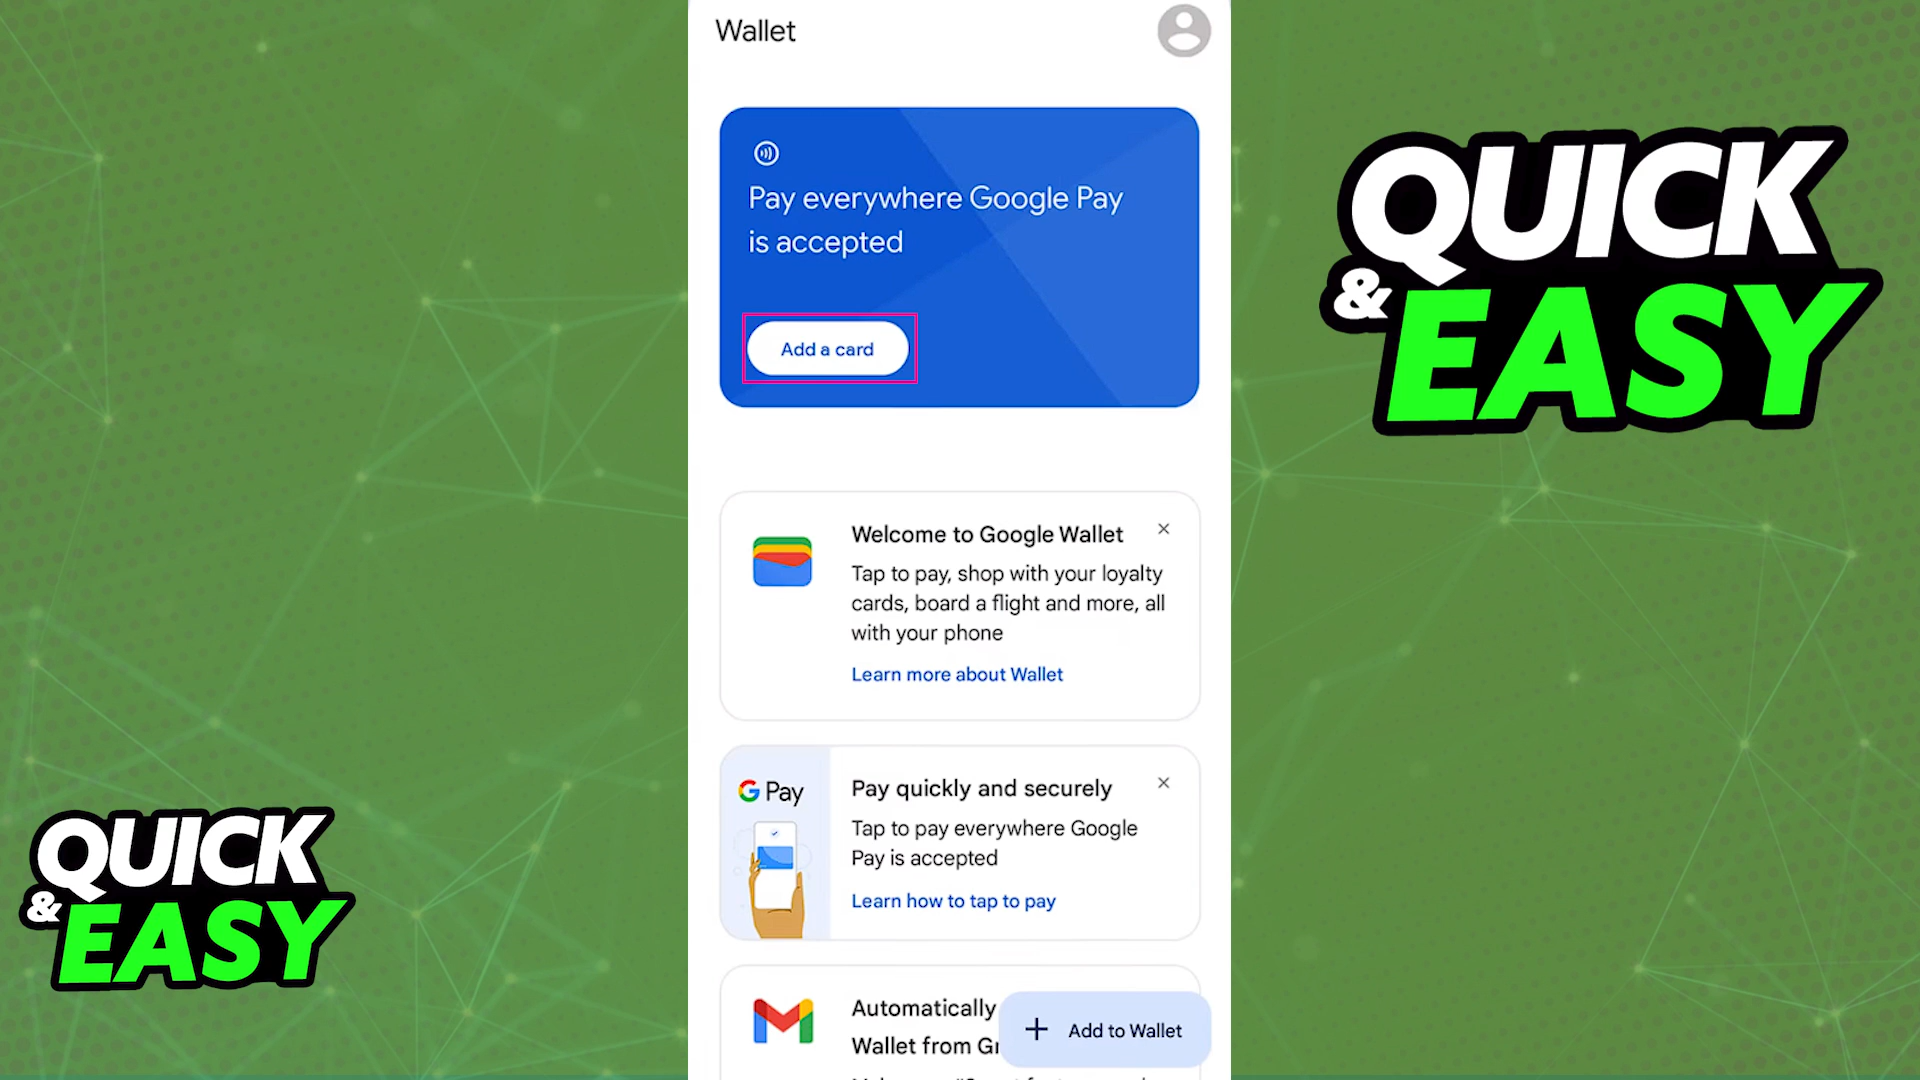 Wallet
Pay everywhere Google Pay
is accepted
Add a card
Welcome to Google Wallet
Tap to pay, shop with your loyalty
cards, board a flight and more, all
with your phone
Learn more about Wallet
G Pay
Pay quickly and securely
Tap to pay everywhere Google
Pay is accepted
Learn how to tap to pay
Automatically
Wallet from
Add to Wallet
QUICK
& EASY
QUICK
& EASY